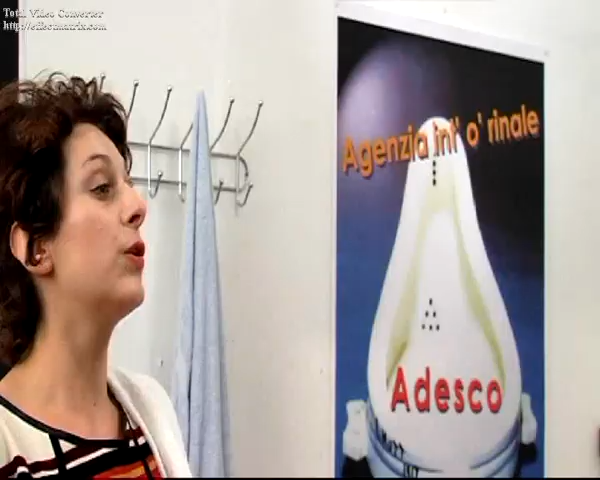 Total Video Converter
http://effectmatrix.com
Agenzia int' o' rinale
Adesco